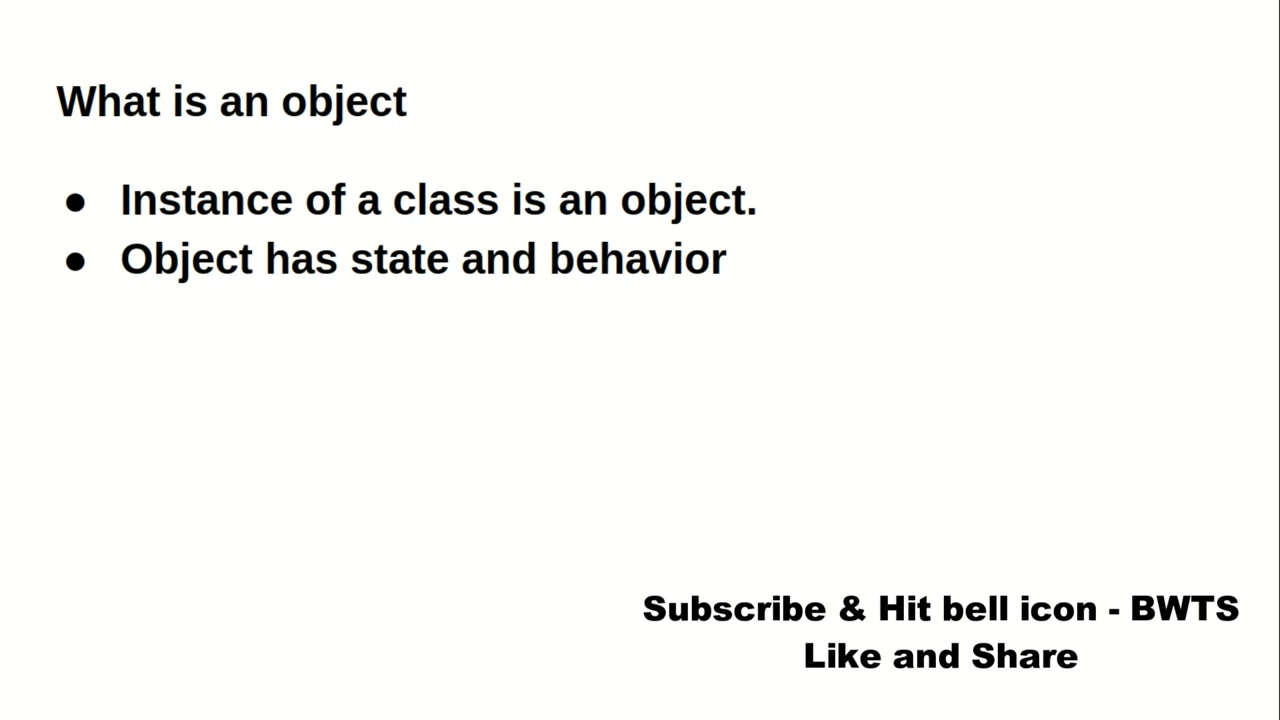 What is an object
● Instance of a class is an object.
● Object has state and behavior
Subscribe & Hit bell icon - BWTS
Like and Share